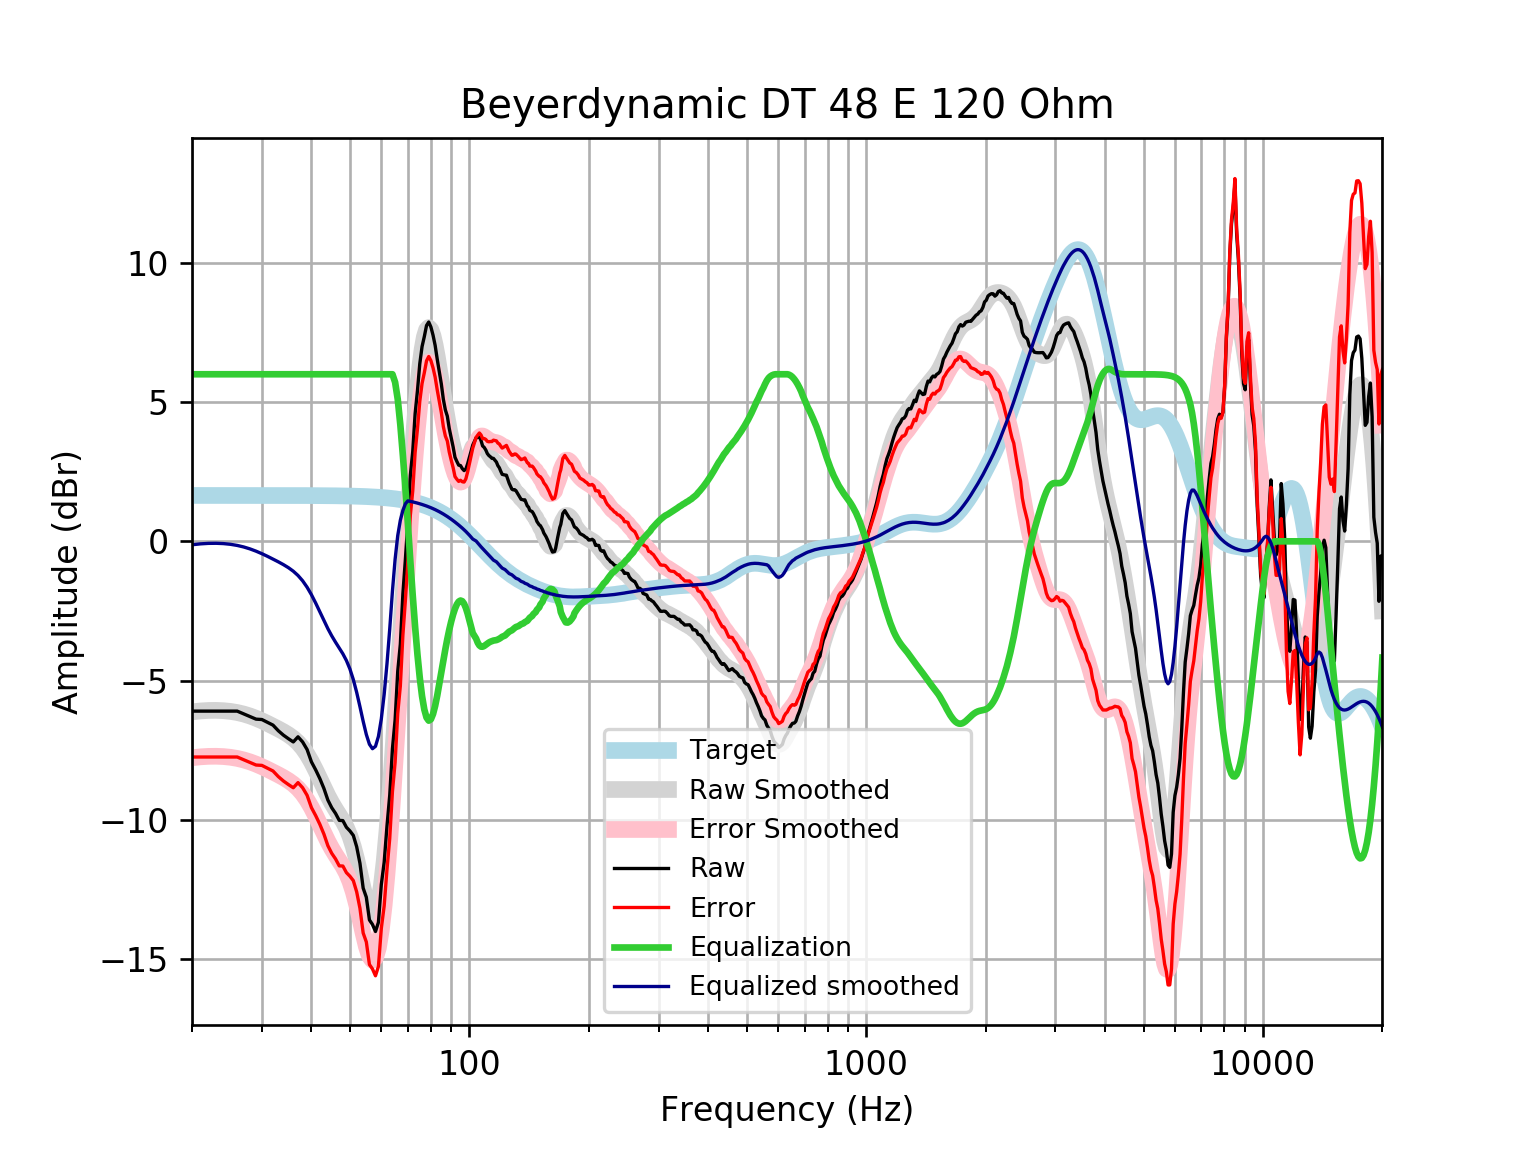 Beyerdynamic DT 48 E 120 Ohm
Amplitude (dBr)
10
5
0
−5
−10
−15
Target
Raw Smoothed
Error Smoothed
Raw
Error
Equalization
Equalized smoothed
100
1000
10000
Frequency (Hz)